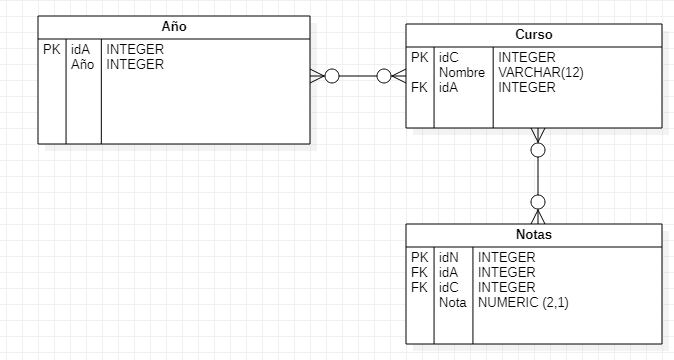 Año
PK idA INTEGER
Año INTEGER
Curso
PK idC INTEGER
Nombre VARCHAR(12)
FK idA INTEGER
Notas
PK idN INTEGER
FK idA INTEGER
FK idC INTEGER
Nota NUMERIC (2,1)